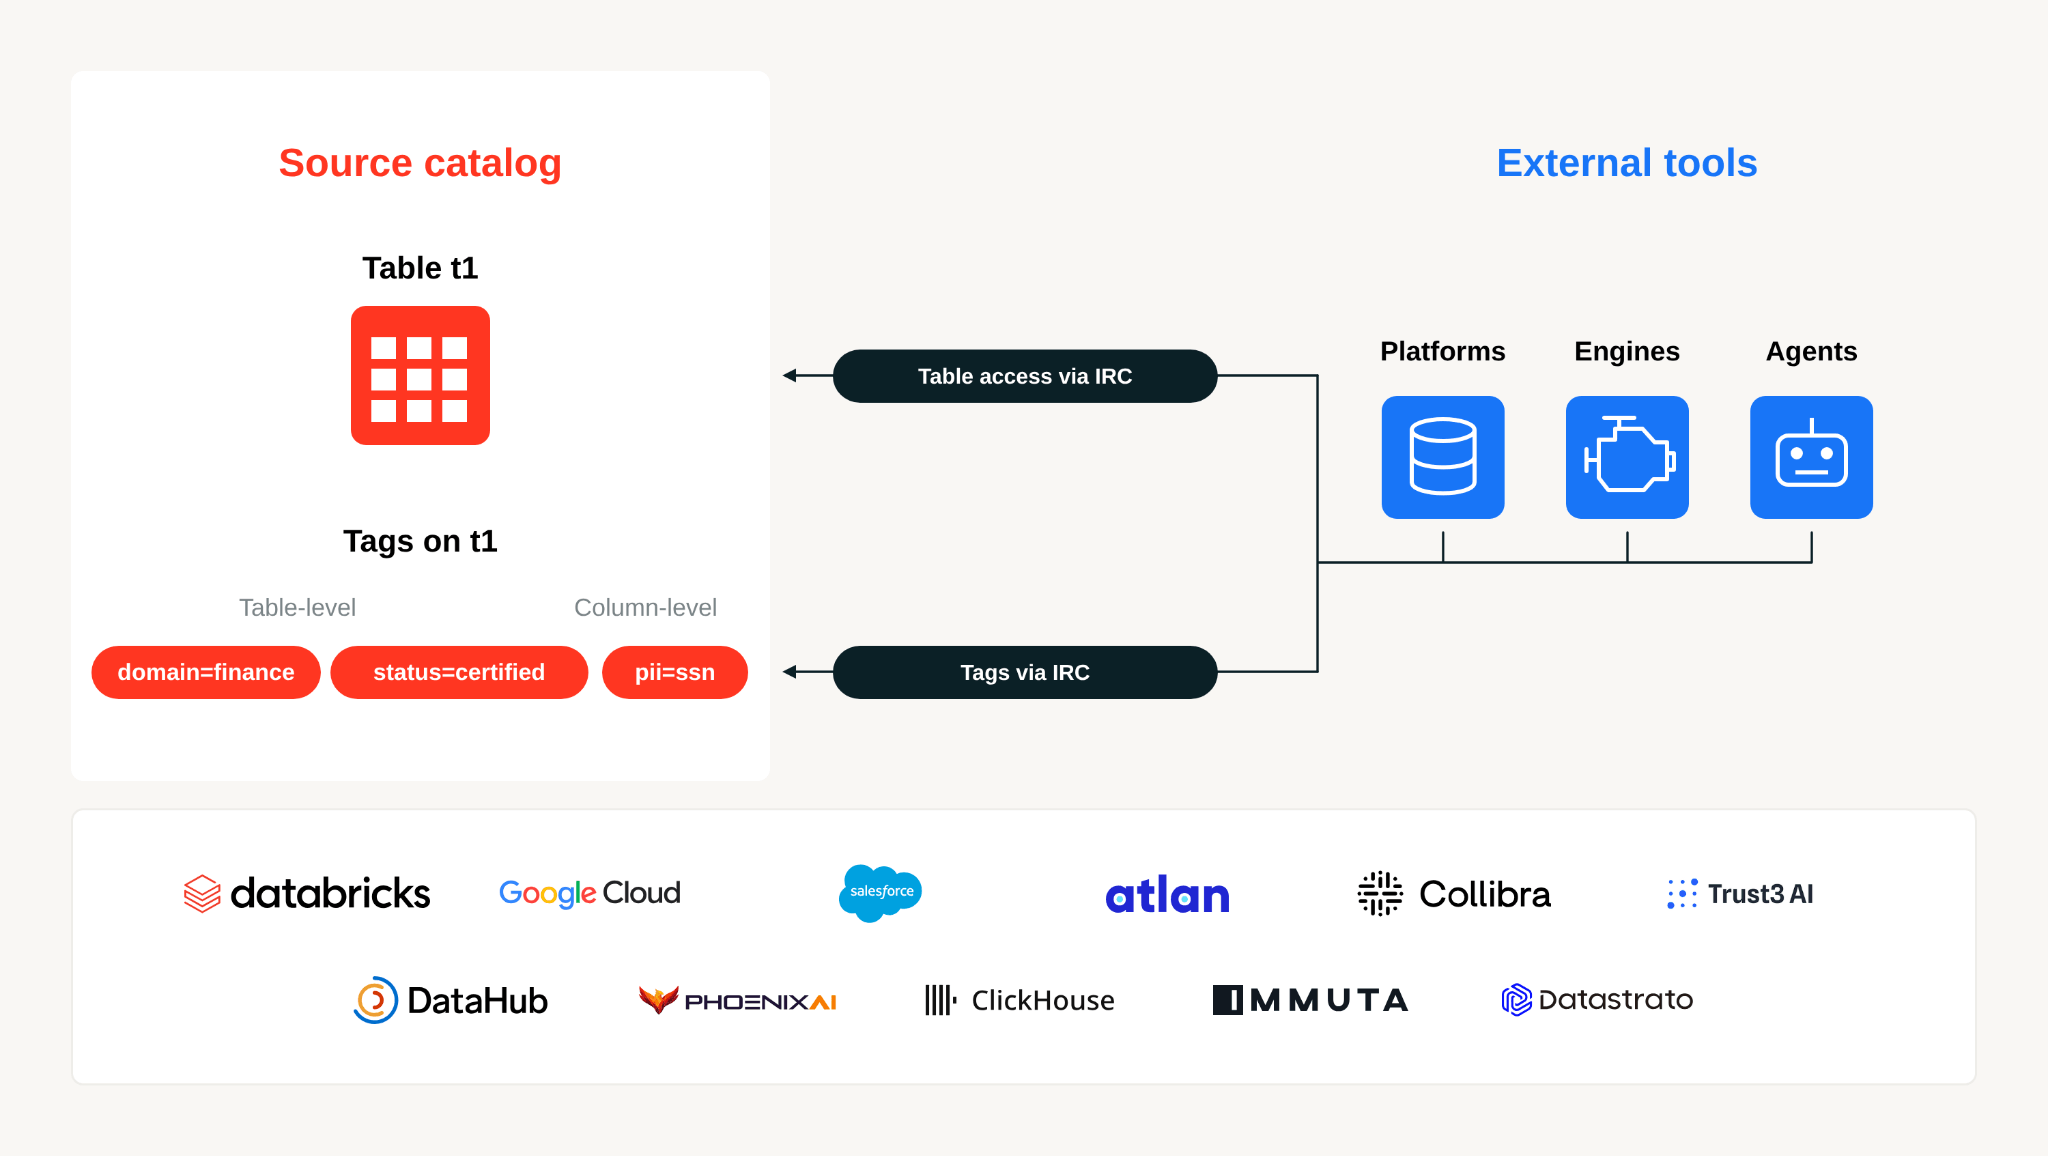 Source catalog
External tools
Table t1
Platforms
Engines
Agents
Table access via IRC
Tags on t1
Table-level
Column-level
domain=finance
status=certified
pii=ssn
Tags via IRC
databricks
Google Cloud
salesforce
atlan
Collibra
Trust3 AI
DataHub
PHOENIXAI
ClickHouse
IMMUTA
Datastrato